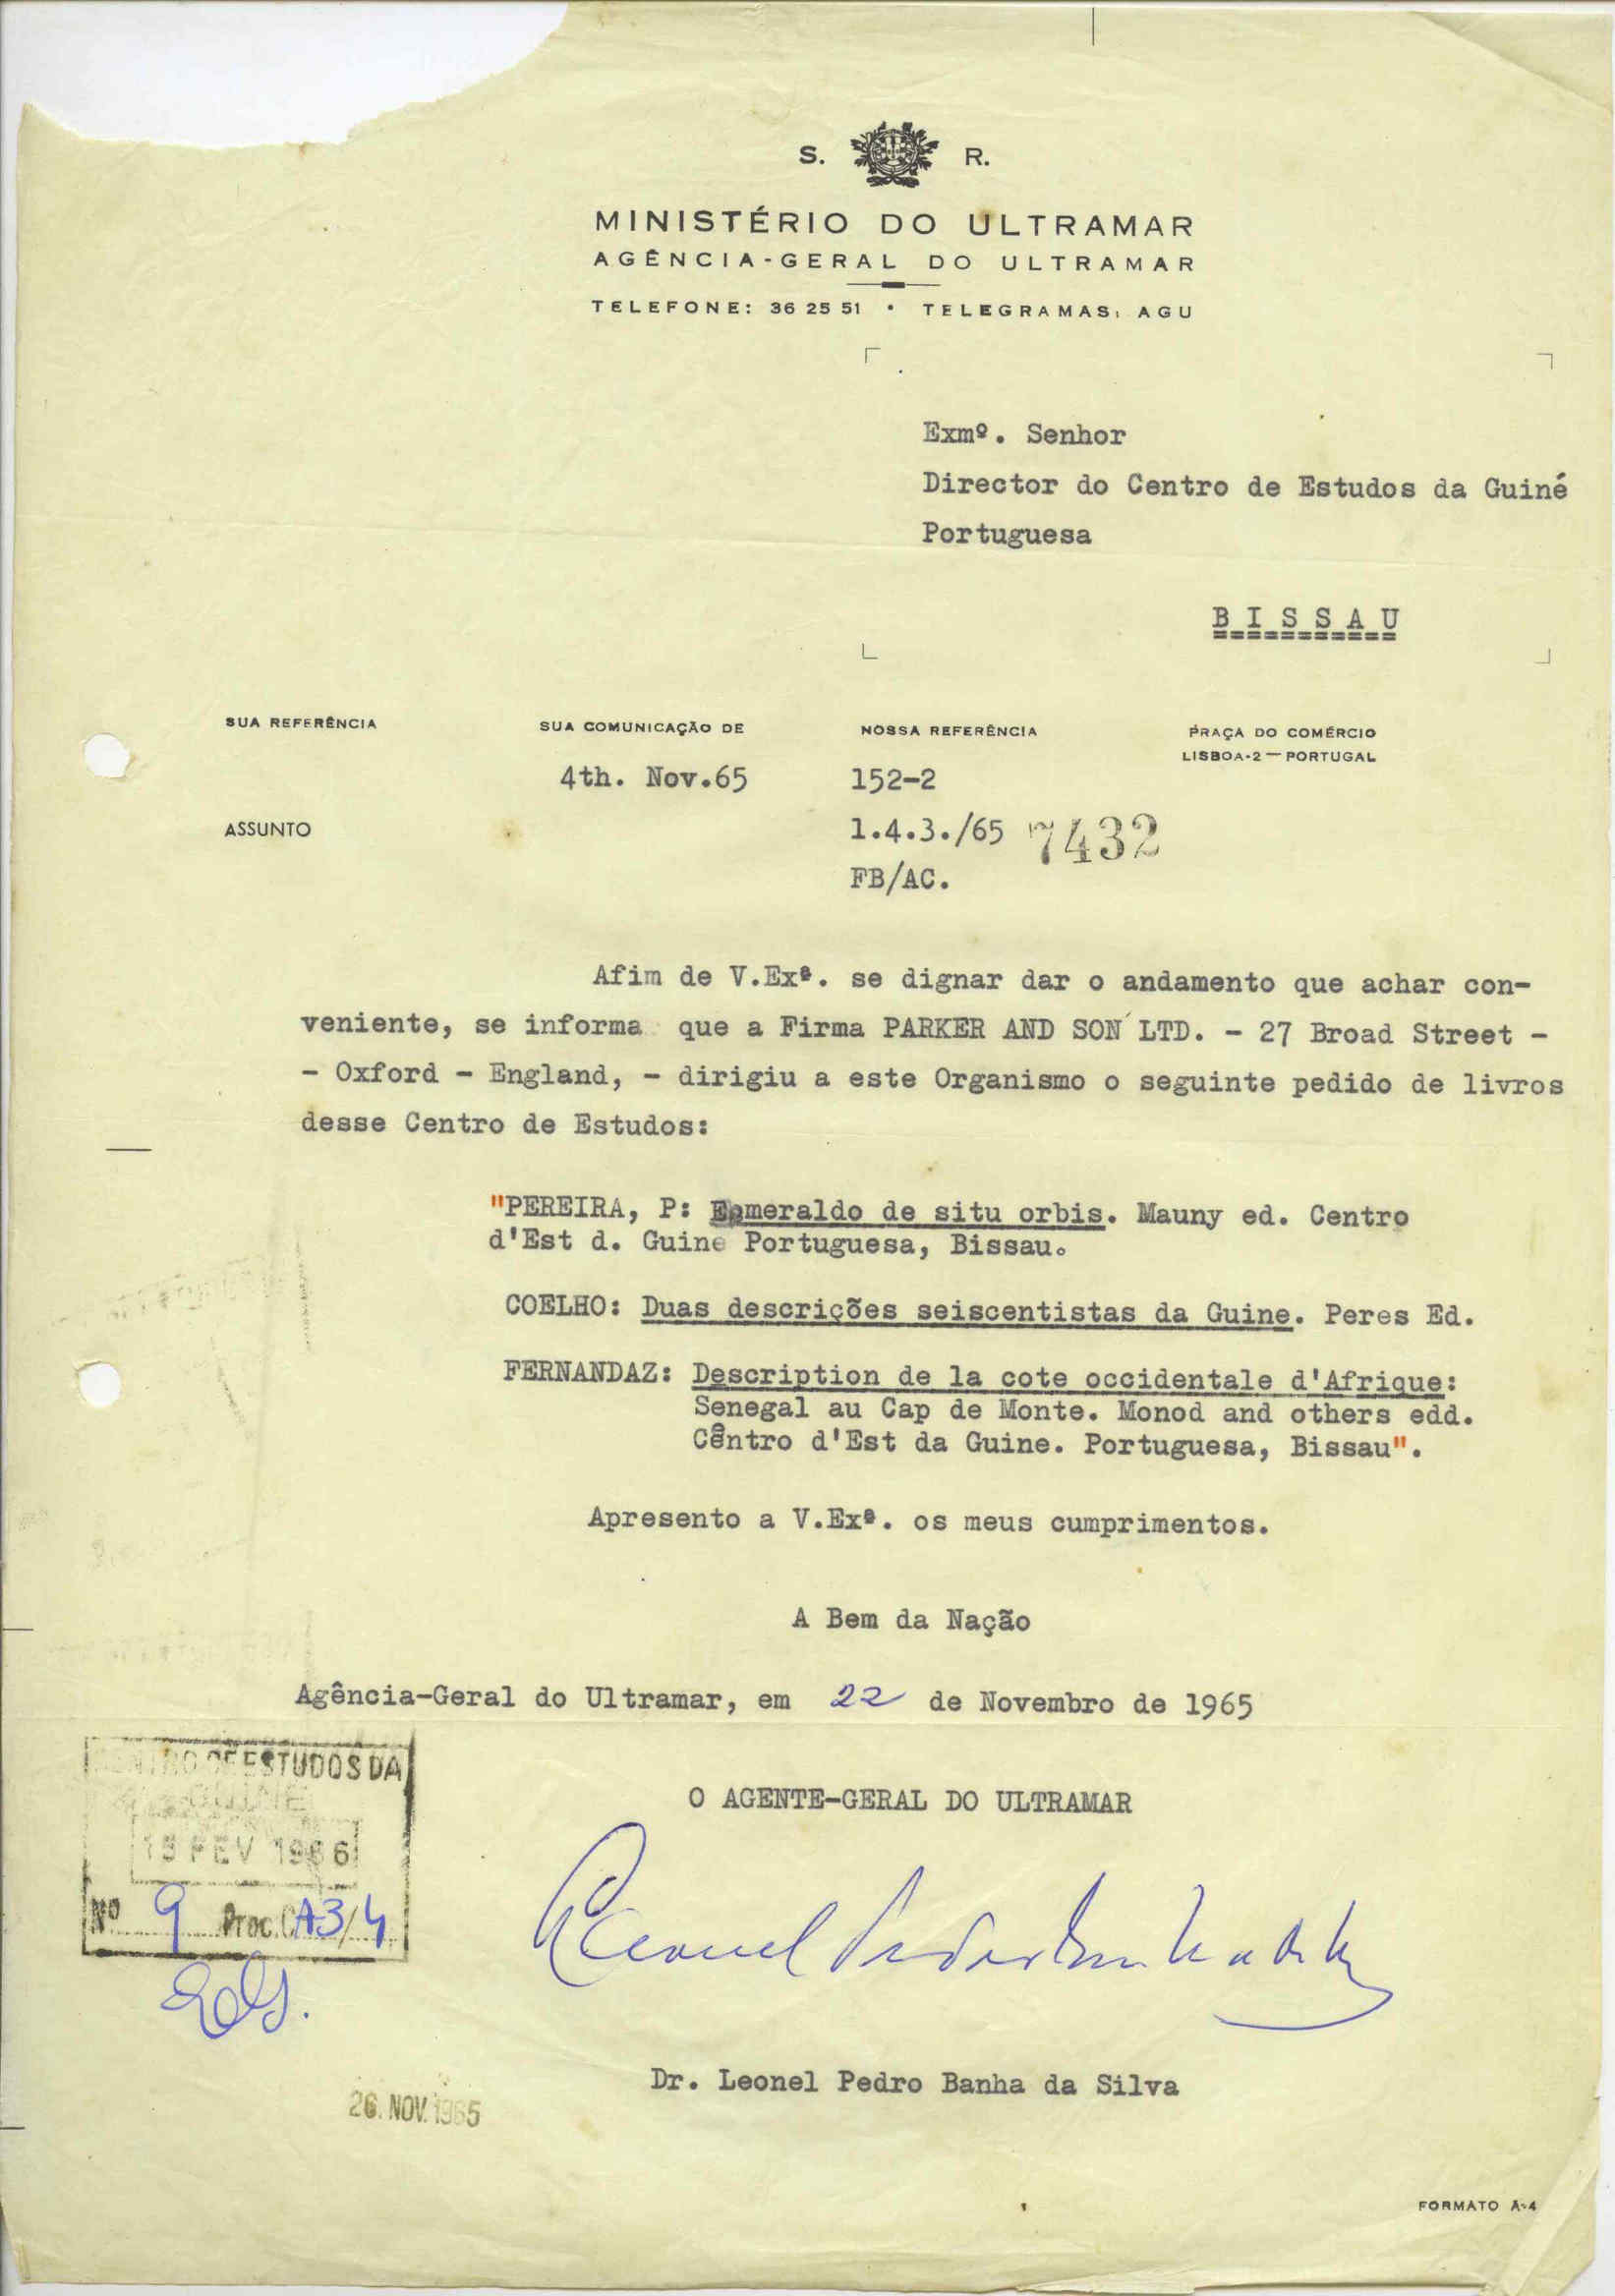 S. R.
MINISTÉRIO DO ULTRAMAR
AGÊNCIA-GERAL DO ULTRAMAR
TELEFONE: 36 25 51 • TELEGRAMAS: AGU
Exmº. Senhor
Director do Centro de Estudos da Guiné
Portuguesa
B I S S A U
SUA REFERÊNCIA
SUA COMUNICAÇÃO DE
NOSSA REFERÊNCIA
PRAÇA DO COMÉRCIO
LISBOA-2 — PORTUGAL
4th. Nov.65
152-2
ASSUNTO
1.4.3./65 7432
FB/AC.
Afim de V.Exª. se dignar dar o andamento que achar con-
veniente, se informa que a Firma PARKER AND SON LTD. - 27 Broad Street -
- Oxford - England, - dirigiu a este Organismo o seguinte pedido de livros
desse Centro de Estudos:
"PEREIRA, P: Esmeraldo de situ orbis. Mauny ed. Centro
d'Est d. Guine Portuguesa, Bissau.
COELHO: Duas descrições seiscentistas da Guine. Peres Ed.
FERNANDAZ: Description de la cote occidentale d'Afrique:
Senegal au Cap de Monte. Monod and others edd.
Cêntro d'Est da Guine. Portuguesa, Bissau".
Apresento a V.Exª. os meus cumprimentos.
A Bem da Nação
Agência-Geral do Ultramar, em 22 de Novembro de 1965
CENTRO DE ESTUDOS DA
GUINE
FEV 1966
Nº 9 Proc. A3/4
O AGENTE-GERAL DO ULTRAMAR
Dr. Leonel Pedro Banha da Silva
26. NOV. 1965
FORMATO A-4